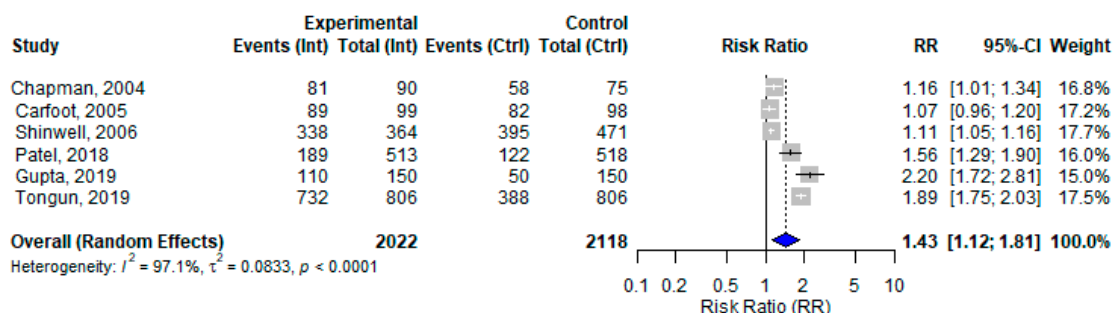 Experimental Control
Study Events (Int) Total (Int) Events (Ctrl) Total (Ctrl) Risk Ratio RR 95%-CI Weight
Chapman, 2004 81 90 58 75 1.16 [1.01; 1.34] 16.8%
Carfoot, 2005 89 99 82 98 1.07 [0.96; 1.20] 17.2%
Shinwell, 2006 338 364 395 471 1.11 [1.05; 1.16] 17.7%
Patel, 2018 189 513 122 518 1.56 [1.29; 1.90] 16.0%
Gupta, 2019 110 150 50 150 2.20 [1.72; 2.81] 15.0%
Tongun, 2019 732 806 388 806 1.89 [1.75; 2.03] 17.5%
Overall (Random Effects) 2022 2118 1.43 [1.12; 1.81] 100.0%
Heterogeneity: I² = 97.1%, τ² = 0.0833, p < 0.0001
0.1 0.2 0.5 1 2 5 10
Risk Ratio (RR)